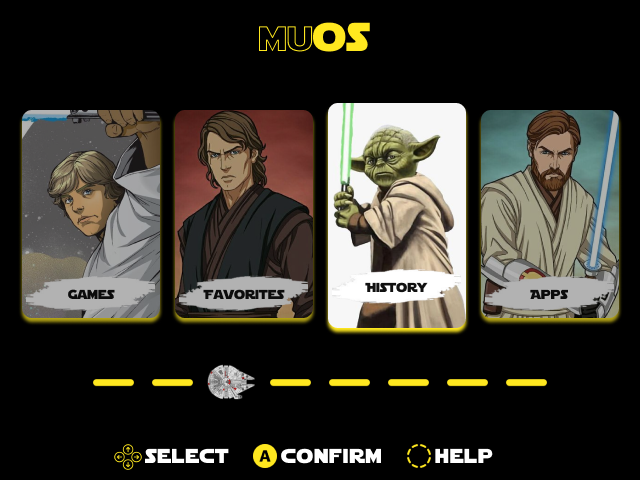 MUOS
GAMES
FAVORITES
HISTORY
APPS
SELECT A CONFIRM HELP